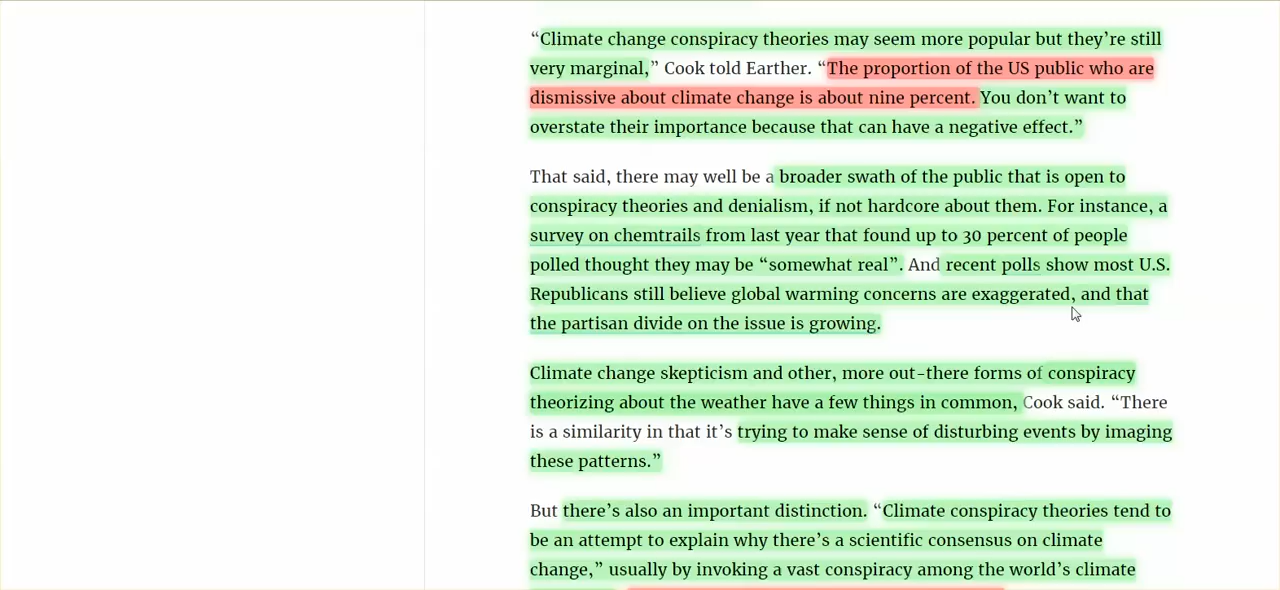 “Climate change conspiracy theories may seem more popular but they’re still
very marginal,” Cook told Earther. “The proportion of the US public who are
dismissive about climate change is about nine percent. You don’t want to
overstate their importance because that can have a negative effect.”
That said, there may well be a broader swath of the public that is open to
conspiracy theories and denialism, if not hardcore about them. For instance, a
survey on chemtrails from last year that found up to 30 percent of people
polled thought they may be “somewhat real”. And recent polls show most U.S.
Republicans still believe global warming concerns are exaggerated, and that
the partisan divide on the issue is growing.
Climate change skepticism and other, more out-there forms of conspiracy
theorizing about the weather have a few things in common, Cook said. “There
is a similarity in that it’s trying to make sense of disturbing events by imaging
these patterns.”
But there’s also an important distinction. “Climate conspiracy theories tend to
be an attempt to explain why there’s a scientific consensus on climate
change,” usually by invoking a vast conspiracy among the world’s climate